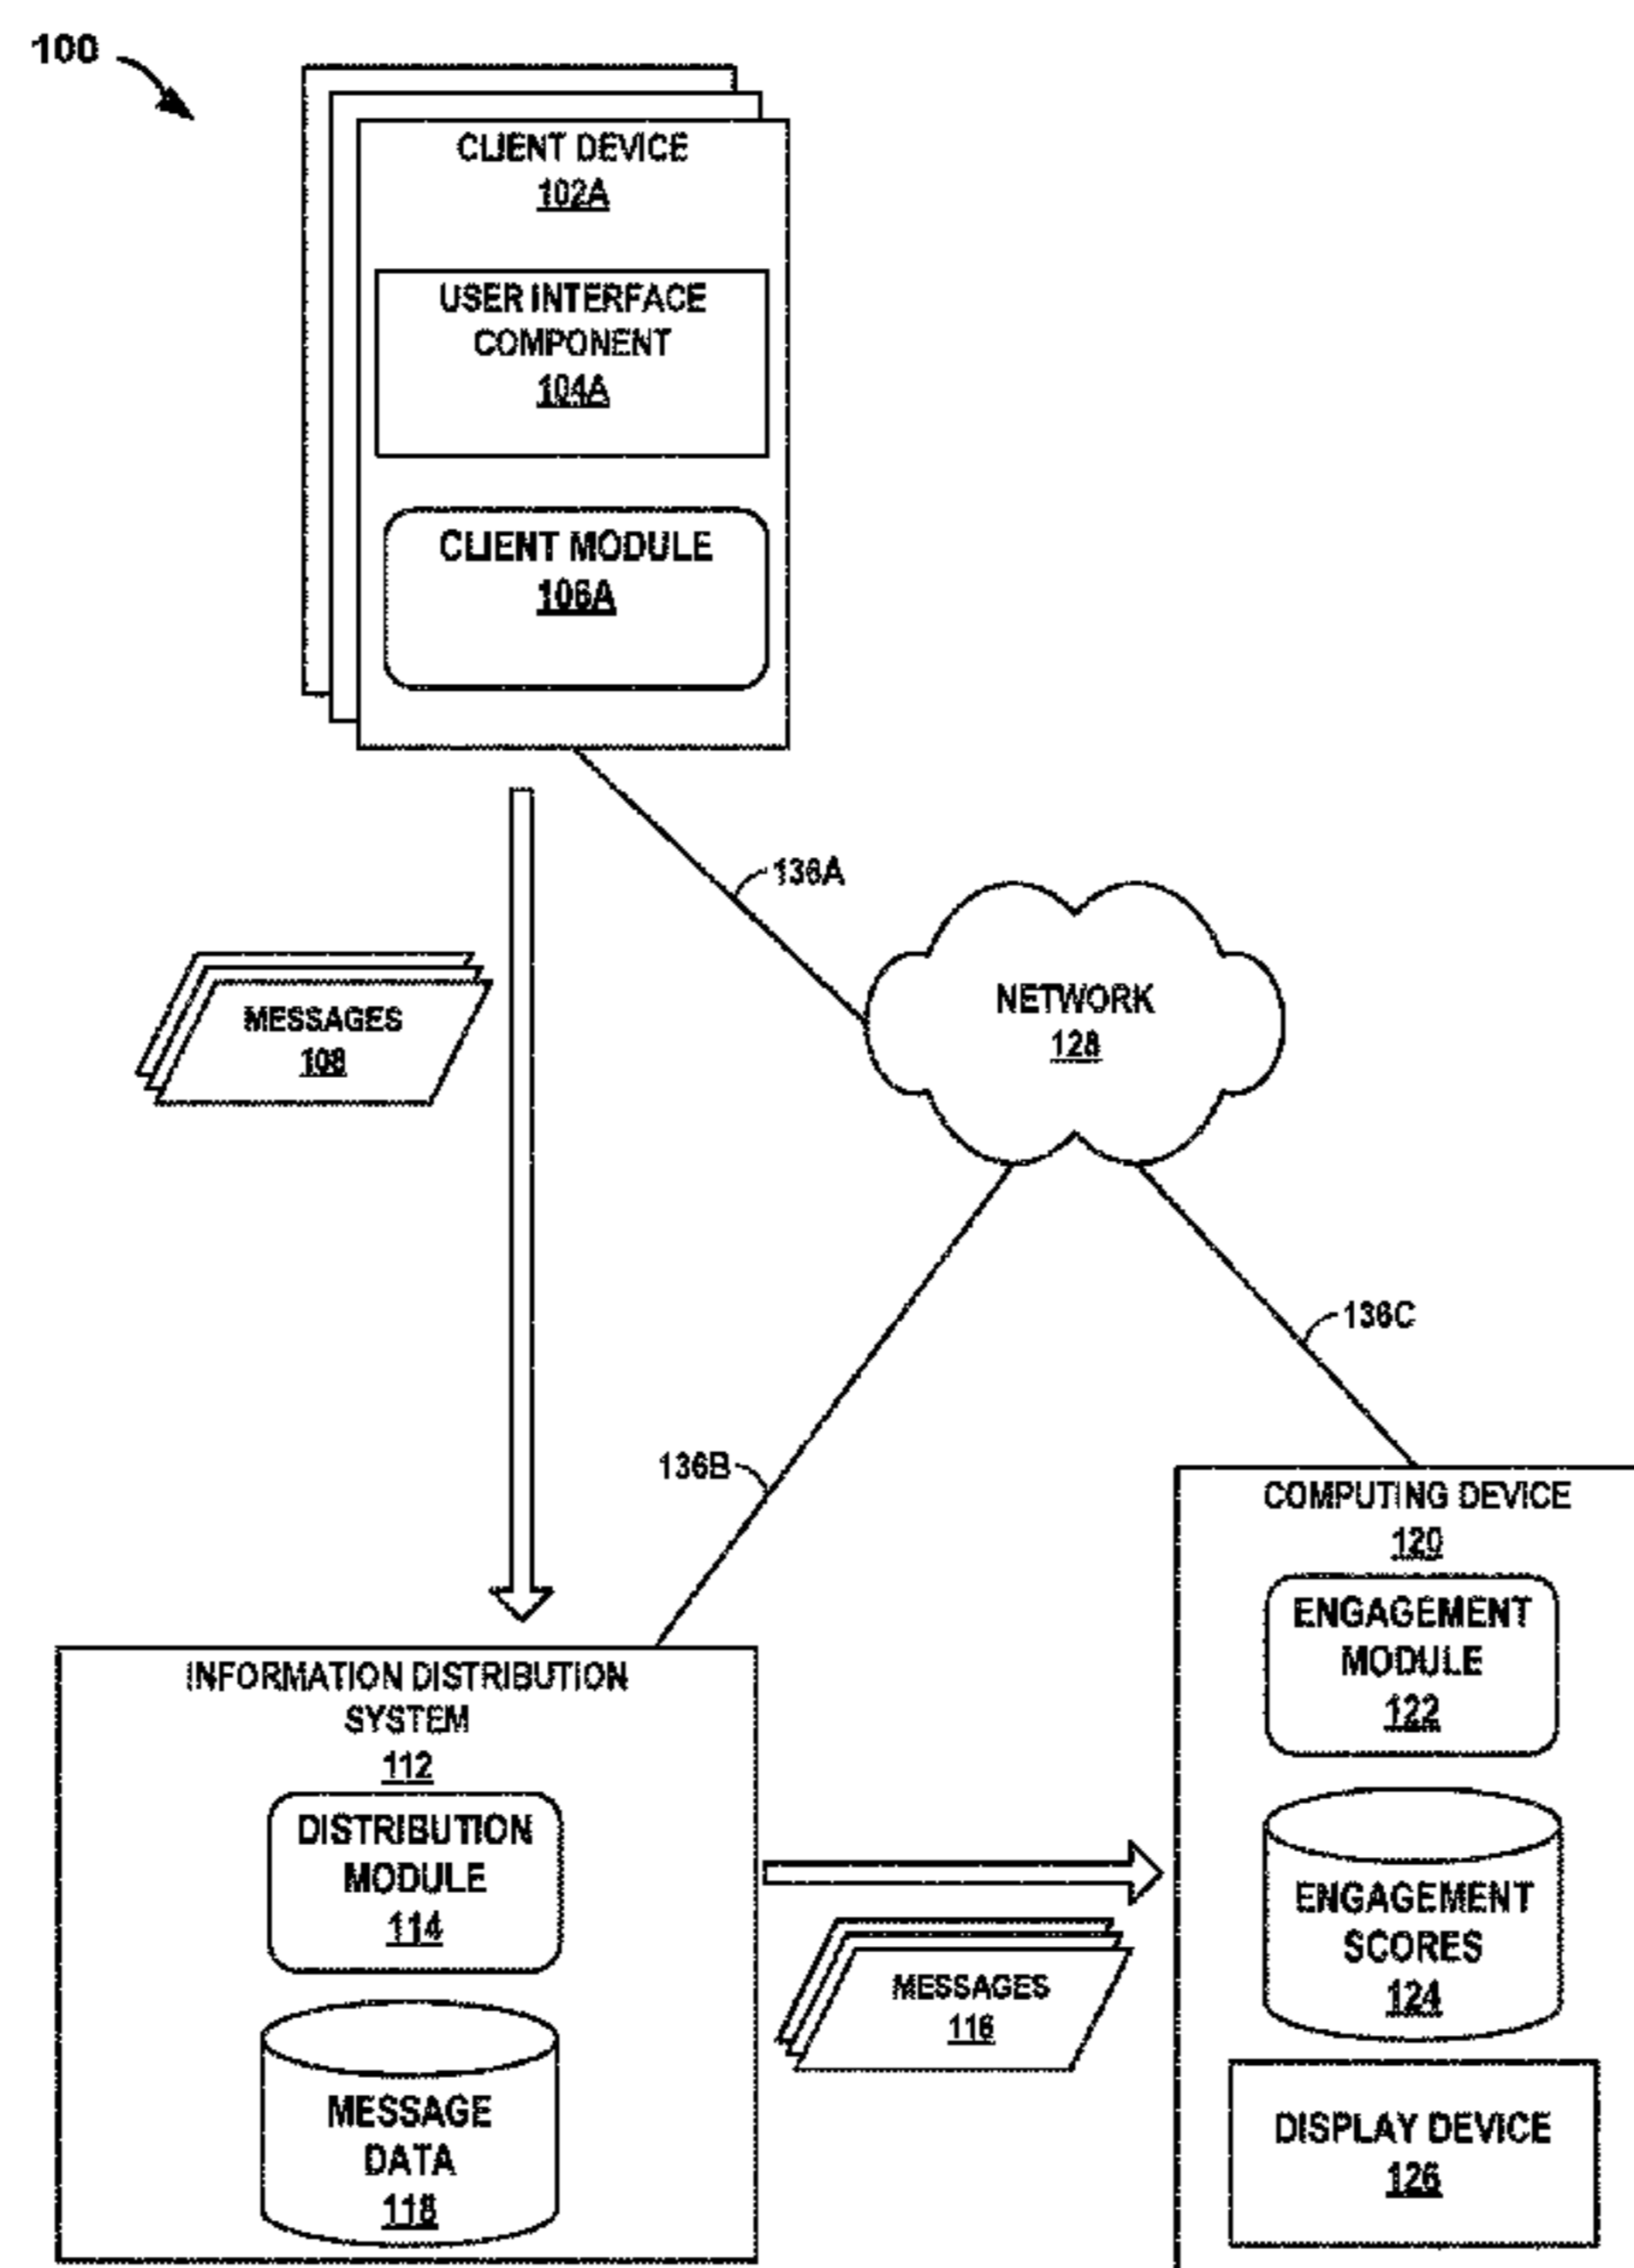 100
CLIENT DEVICE
102A
USER INTERFACE
COMPONENT
104A
CLIENT MODULE
106A
136A
MESSAGES
108
NETWORK
128
136C
136B
COMPUTING DEVICE
120
ENGAGEMENT
MODULE
122
ENGAGEMENT
SCORES
124
DISPLAY DEVICE
126
INFORMATION DISTRIBUTION
SYSTEM
112
DISTRIBUTION
MODULE
114
MESSAGES
116
MESSAGE
DATA
118